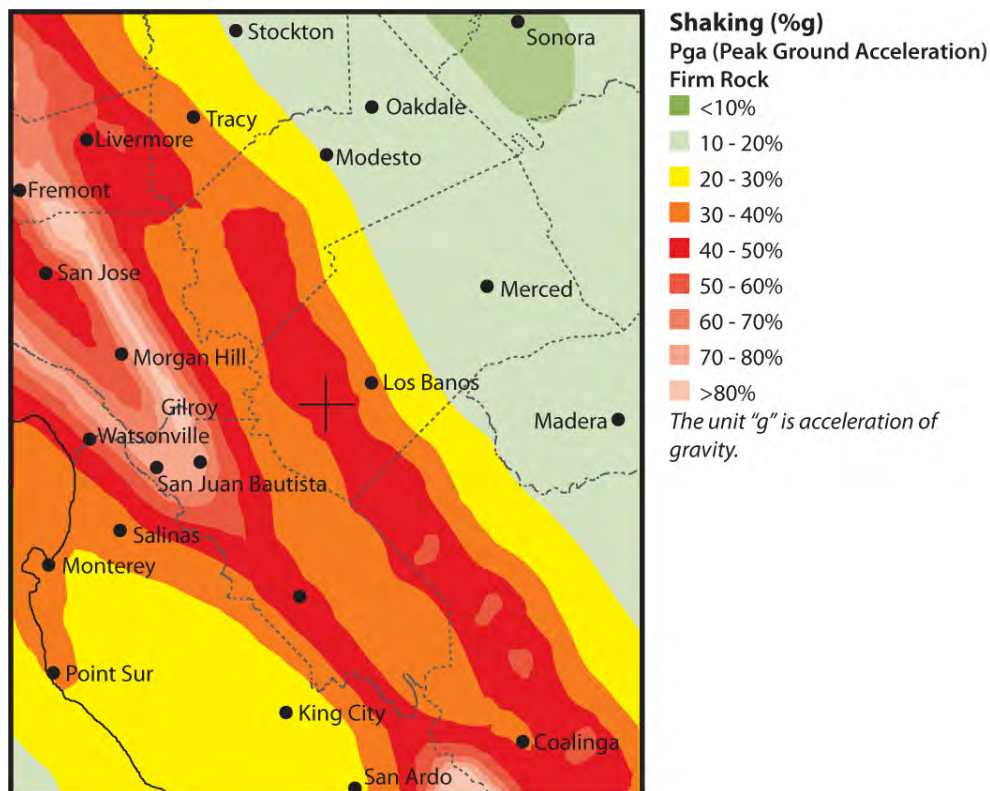 Stockton
Sonora
Oakdale
Tracy
Livermore
Modesto
Fremont
San Jose
Merced
Morgan Hill
Los Banos
Gilroy
Madera
Watsonville
San Juan Bautista
Salinas
Monterey
Point Sur
King City
Coalinga
San Ardo
Shaking (%g)
Pga (Peak Ground Acceleration)
Firm Rock
<10%
10 - 20%
20 - 30%
30 - 40%
40 - 50%
50 - 60%
60 - 70%
70 - 80%
>80%
The unit “g” is acceleration of
gravity.